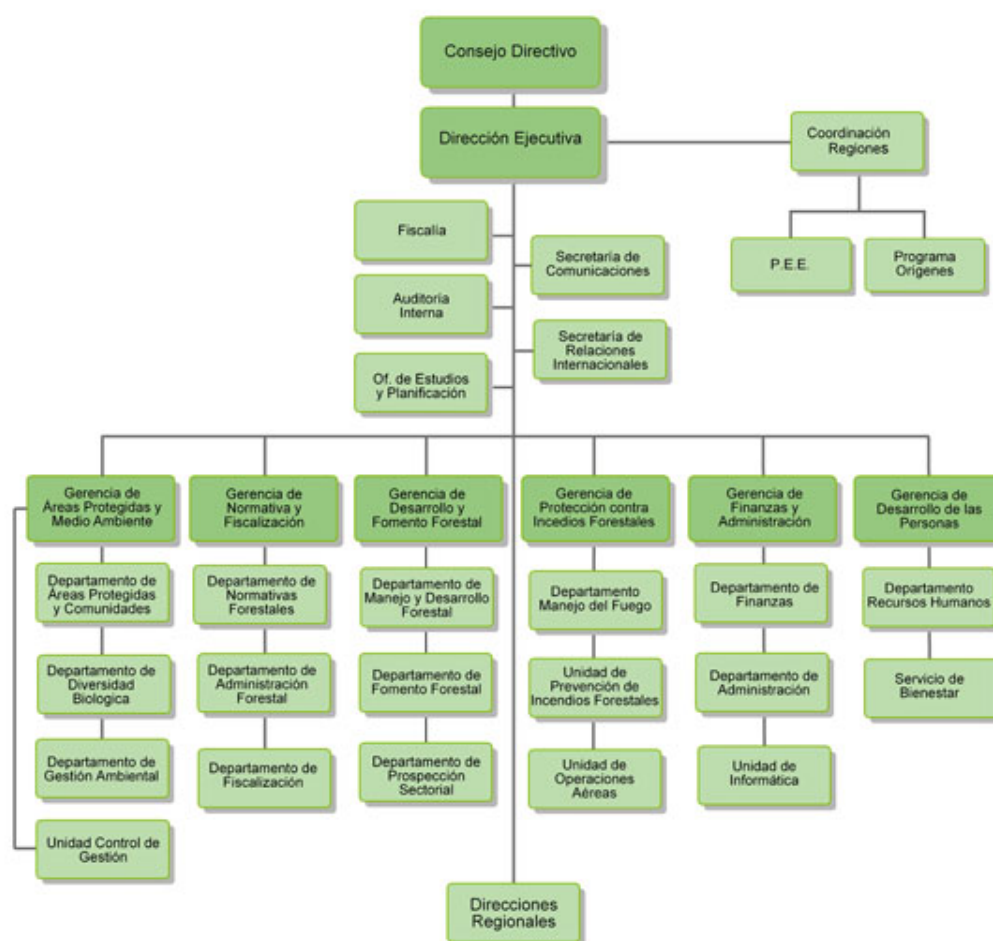 Consejo Directivo
Dirección Ejecutiva
Coordinación
Regiones
P.E.E.
Programa
Orígenes
Fiscalía
Secretaría de
Comunicaciones
Auditoría
Interna
Secretaría de
Relaciones
Internacionales
Of. de Estudios
y Planificación
Gerencia de
Áreas Protegidas y
Medio Ambiente
Gerencia de
Normativa y
Fiscalización
Gerencia de
Desarrollo y
Fomento Forestal
Gerencia de
Protección contra
Incedios Forestales
Gerencia de
Finanzas y
Administración
Gerencia de
Desarrollo de las
Personas
Departamento de
Áreas Protegidas
y Comunidades
Departamento de
Normativas
Forestales
Departamento de
Manejo y Desarrollo
Forestal
Departamento
Manejo del Fuego
Departamento de
Finanzas
Departamento
Recursos Humanos
Departamento de
Diversidad
Biologica
Departamento de
Administración
Forestal
Departamento de
Fomento Forestal
Unidad de
Prevención de
Incendios Forestales
Departamento de
Administración
Servicio de
Bienestar
Departamento de
Gestión Ambiental
Departamento de
Fiscalización
Departamento de
Prospección
Sectorial
Unidad de
Operaciones
Aéreas
Unidad de
Informática
Unidad Control de
Gestión
Direcciones
Regionales